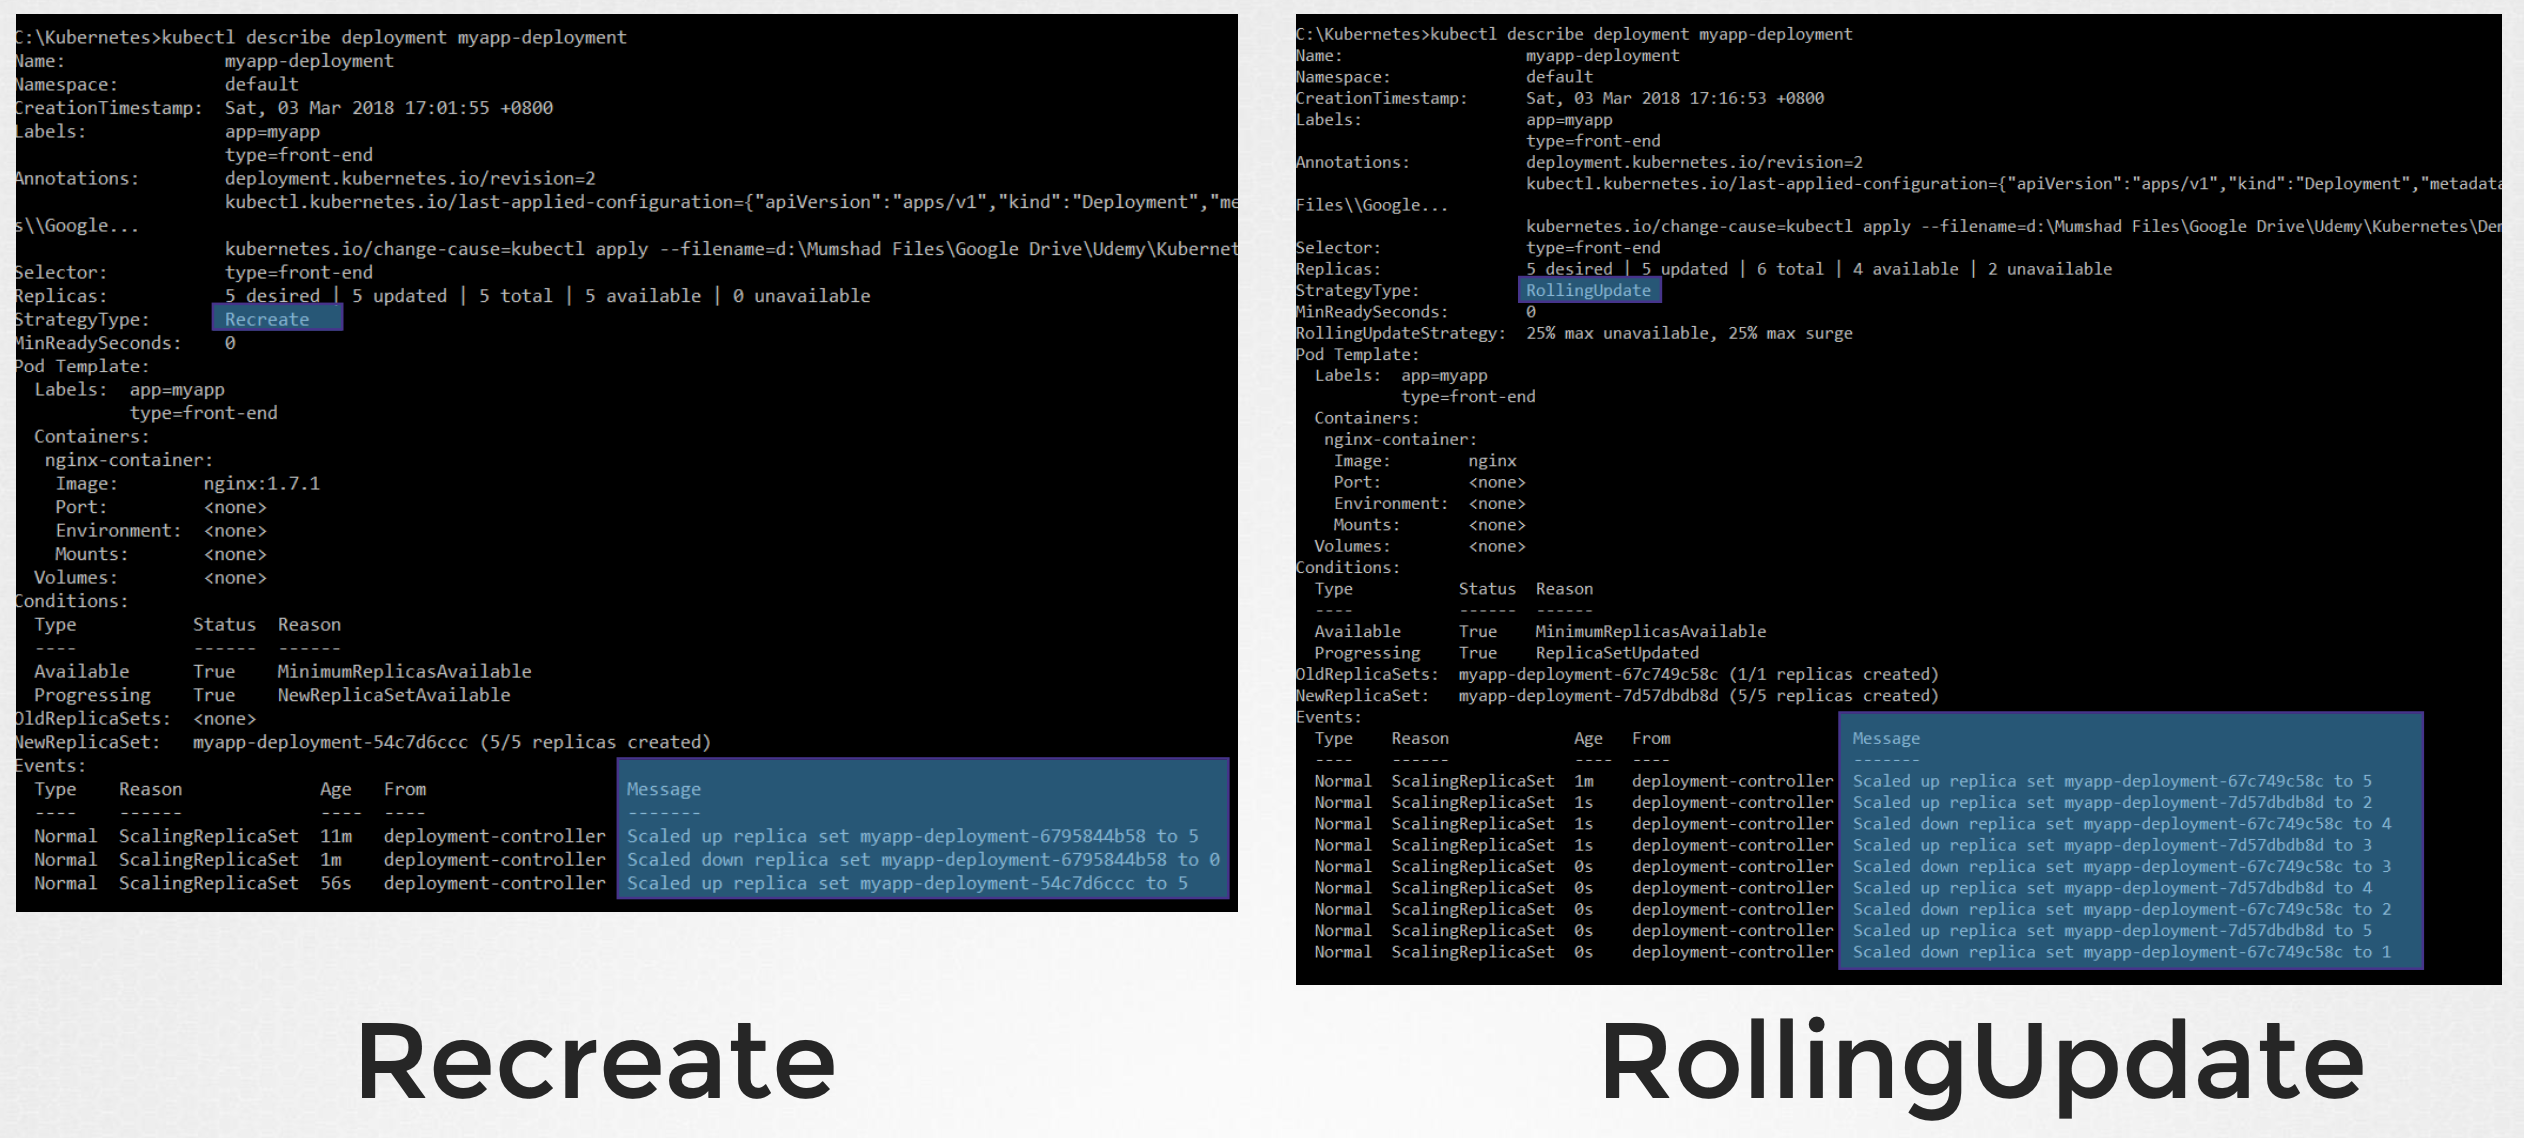 C:\Kubernetes>kubectl describe deployment myapp-deployment
Name: myapp-deployment
Namespace: default
CreationTimestamp: Sat, 03 Mar 2018 17:01:55 +0800
Labels: app=myapp
type=front-end
Annotations: deployment.kubernetes.io/revision=2
kubectl.kubernetes.io/last-applied-configuration={"apiVersion":"apps/v1","kind":"Deployment","me
s\\Google...
kubernetes.io/change-cause=kubectl apply --filename=d:\Mumshad Files\Google Drive\Udemy\Kubernet
Selector: type=front-end
Replicas: 5 desired | 5 updated | 5 total | 5 available | 0 unavailable
StrategyType: Recreate
MinReadySeconds: 0
Pod Template:
Labels: app=myapp
type=front-end
Containers:
nginx-container:
Image: nginx:1.7.1
Port: <none>
Environment: <none>
Mounts: <none>
Volumes: <none>
Conditions:
Type Status Reason
---- ------ ------
Available True MinimumReplicasAvailable
Progressing True NewReplicaSetAvailable
OldReplicaSets: <none>
NewReplicaSet: myapp-deployment-54c7d6ccc (5/5 replicas created)
Events:
Type Reason Age From Message
---- ------ ---- ---- -------
Normal ScalingReplicaSet 11m deployment-controller Scaled up replica set myapp-deployment-6795844b58 to 5
Normal ScalingReplicaSet 1m deployment-controller Scaled down replica set myapp-deployment-6795844b58 to 0
Normal ScalingReplicaSet 56s deployment-controller Scaled up replica set myapp-deployment-54c7d6ccc to 5
Recreate
C:\Kubernetes>kubectl describe deployment myapp-deployment
Name: myapp-deployment
Namespace: default
CreationTimestamp: Sat, 03 Mar 2018 17:16:53 +0800
Labels: app=myapp
type=front-end
Annotations: deployment.kubernetes.io/revision=2
kubectl.kubernetes.io/last-applied-configuration={"apiVersion":"apps/v1","kind":"Deployment","metadata
Files\\Google...
kubernetes.io/change-cause=kubectl apply --filename=d:\Mumshad Files\Google Drive\Udemy\Kubernetes\Der
Selector: type=front-end
Replicas: 5 desired | 5 updated | 6 total | 4 available | 2 unavailable
StrategyType: RollingUpdate
MinReadySeconds: 0
RollingUpdateStrategy: 25% max unavailable, 25% max surge
Pod Template:
Labels: app=myapp
type=front-end
Containers:
nginx-container:
Image: nginx
Port: <none>
Environment: <none>
Mounts: <none>
Volumes: <none>
Conditions:
Type Status Reason
---- ------ ------
Available True MinimumReplicasAvailable
Progressing True ReplicaSetUpdated
OldReplicaSets: myapp-deployment-67c749c58c (1/1 replicas created)
NewReplicaSet: myapp-deployment-7d57dbdb8d (5/5 replicas created)
Events:
Type Reason Age From Message
---- ------ ---- ---- -------
Normal ScalingReplicaSet 1m deployment-controller Scaled up replica set myapp-deployment-67c749c58c to 5
Normal ScalingReplicaSet 1s deployment-controller Scaled up replica set myapp-deployment-7d57dbdb8d to 2
Normal ScalingReplicaSet 1s deployment-controller Scaled down replica set myapp-deployment-67c749c58c to 4
Normal ScalingReplicaSet 1s deployment-controller Scaled up replica set myapp-deployment-7d57dbdb8d to 3
Normal ScalingReplicaSet 0s deployment-controller Scaled down replica set myapp-deployment-67c749c58c to 3
Normal ScalingReplicaSet 0s deployment-controller Scaled up replica set myapp-deployment-7d57dbdb8d to 4
Normal ScalingReplicaSet 0s deployment-controller Scaled down replica set myapp-deployment-67c749c58c to 2
Normal ScalingReplicaSet 0s deployment-controller Scaled up replica set myapp-deployment-7d57dbdb8d to 5
Normal ScalingReplicaSet 0s deployment-controller Scaled down replica set myapp-deployment-67c749c58c to 1
RollingUpdate